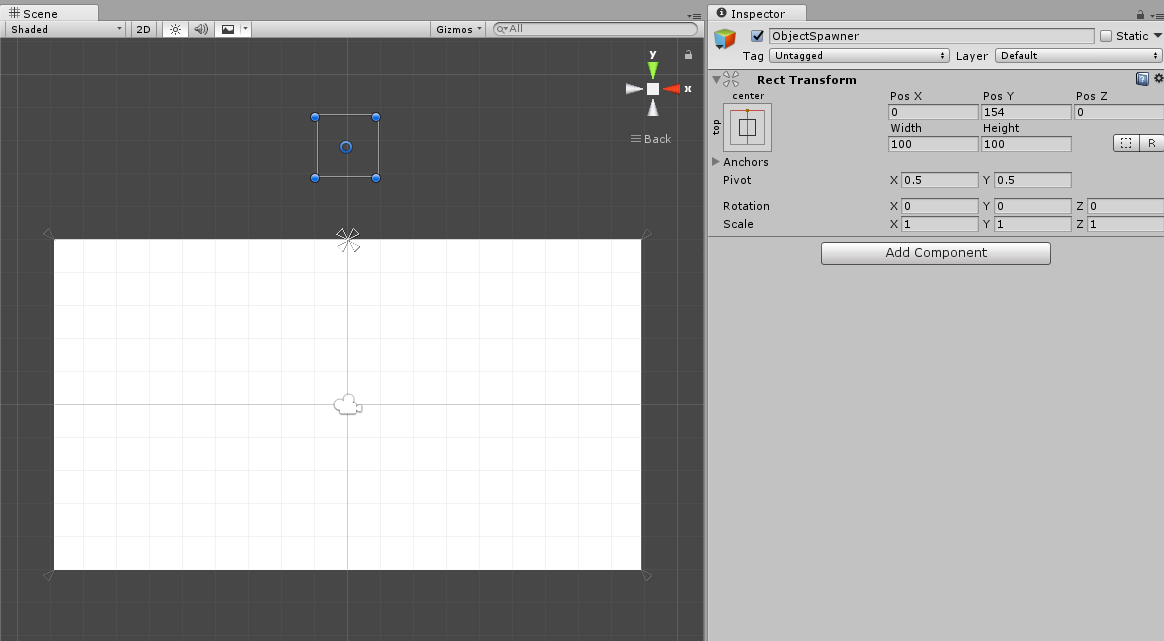 Scene
Shaded
2D
Gizmos
All
y
x
Back
Inspector
ObjectSpawner
Static
Tag
Untagged
Layer
Default
Rect Transform
center
top
Pos X
Pos Y
Pos Z
0
154
0
Width
Height
100
100
R
Anchors
Pivot
X 0.5
Y 0.5
Rotation
X 0
Y 0
Z 0
Scale
X 1
Y 1
Z 1
Add Component